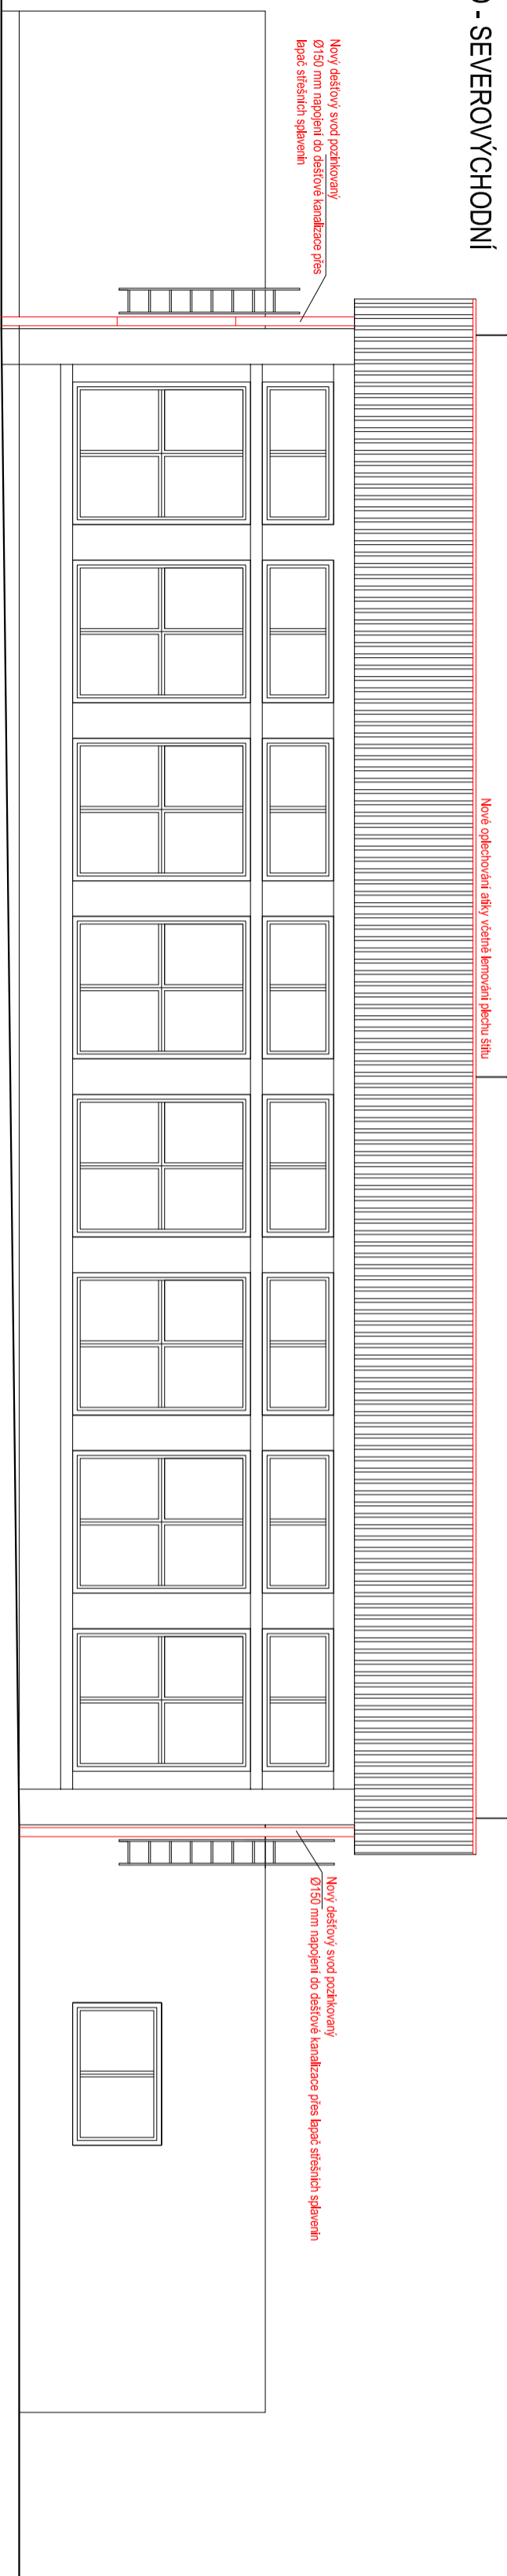 - SEVEROVÝCHODNÍ
Nový dešťový svod pozinkovaný
Ø150 mm napojení do dešťové kanalizace přes
lapač střešních splavenin
Nové oplechování atiky včetně lemování plechu štítu
Nový dešťový svod pozinkovaný
Ø150 mm napojení do dešťové kanalizace přes lapač střešních splavenin